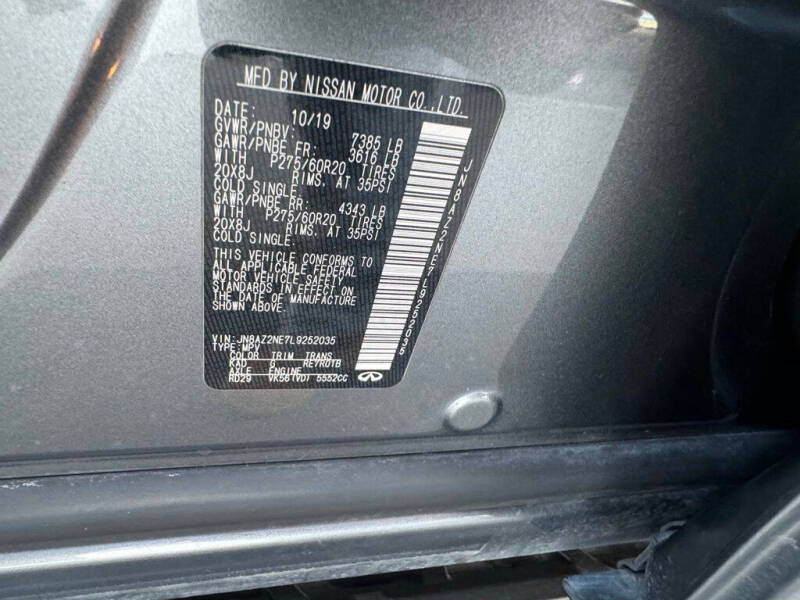 MFD BY NISSAN MOTOR CO.,LTD.
DATE: 10/19
GVWR/PNBV: 7385 LB
GAWR/PNBE FR: 3616 LB
WITH P275/60R20 TIRES
20X8J RIMS. AT 35PSI
COLD SINGLE.
GAWR/PNBE RR: 4343 LB
WITH P275/60R20 TIRES
20X8J RIMS. AT 35PSI
COLD SINGLE.
THIS VEHICLE CONFORMS TO
ALL APPLICABLE FEDERAL
MOTOR VEHICLE SAFETY
STANDARDS IN EFFECT ON
THE DATE OF MANUFACTURE
SHOWN ABOVE.
VIN:JN8AZ2NE7L9252035
TYPE:MPV
COLOR TRIM TRANS
KAD G RE7R01B
AXLE ENGINE
RD29 VK56(VD) 5552CC
JN8AZ2NE7L9252035